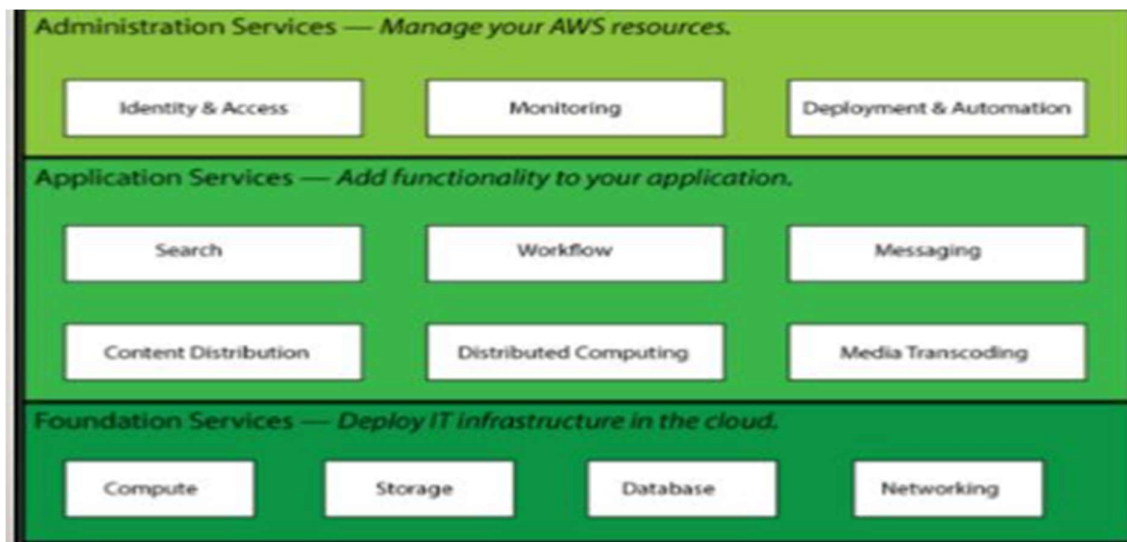 Administration Services — Manage your AWS resources.
Identity & Access
Monitoring
Deployment & Automation
Application Services — Add functionality to your application.
Search
Workflow
Messaging
Content Distribution
Distributed Computing
Media Transcoding
Foundation Services — Deploy IT infrastructure in the cloud.
Compute
Storage
Database
Networking